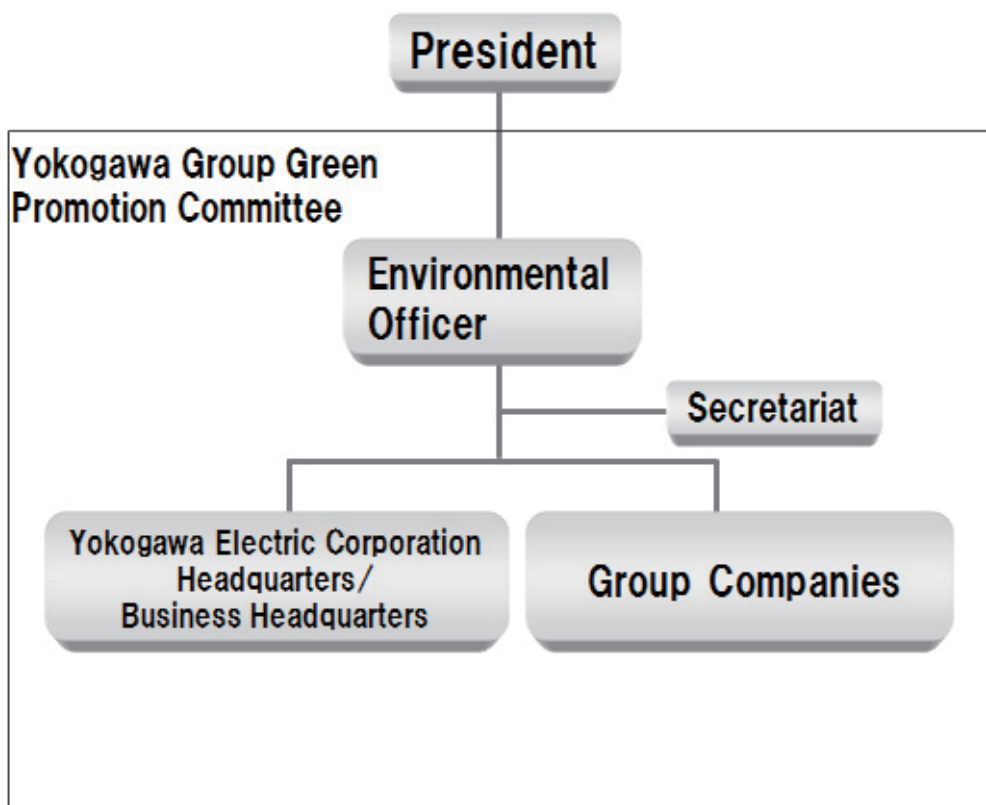 President
Yokogawa Group Green
Promotion Committee
Environmental
Officer
Secretariat
Yokogawa Electric Corporation
Headquarters/
Business Headquarters
Group Companies